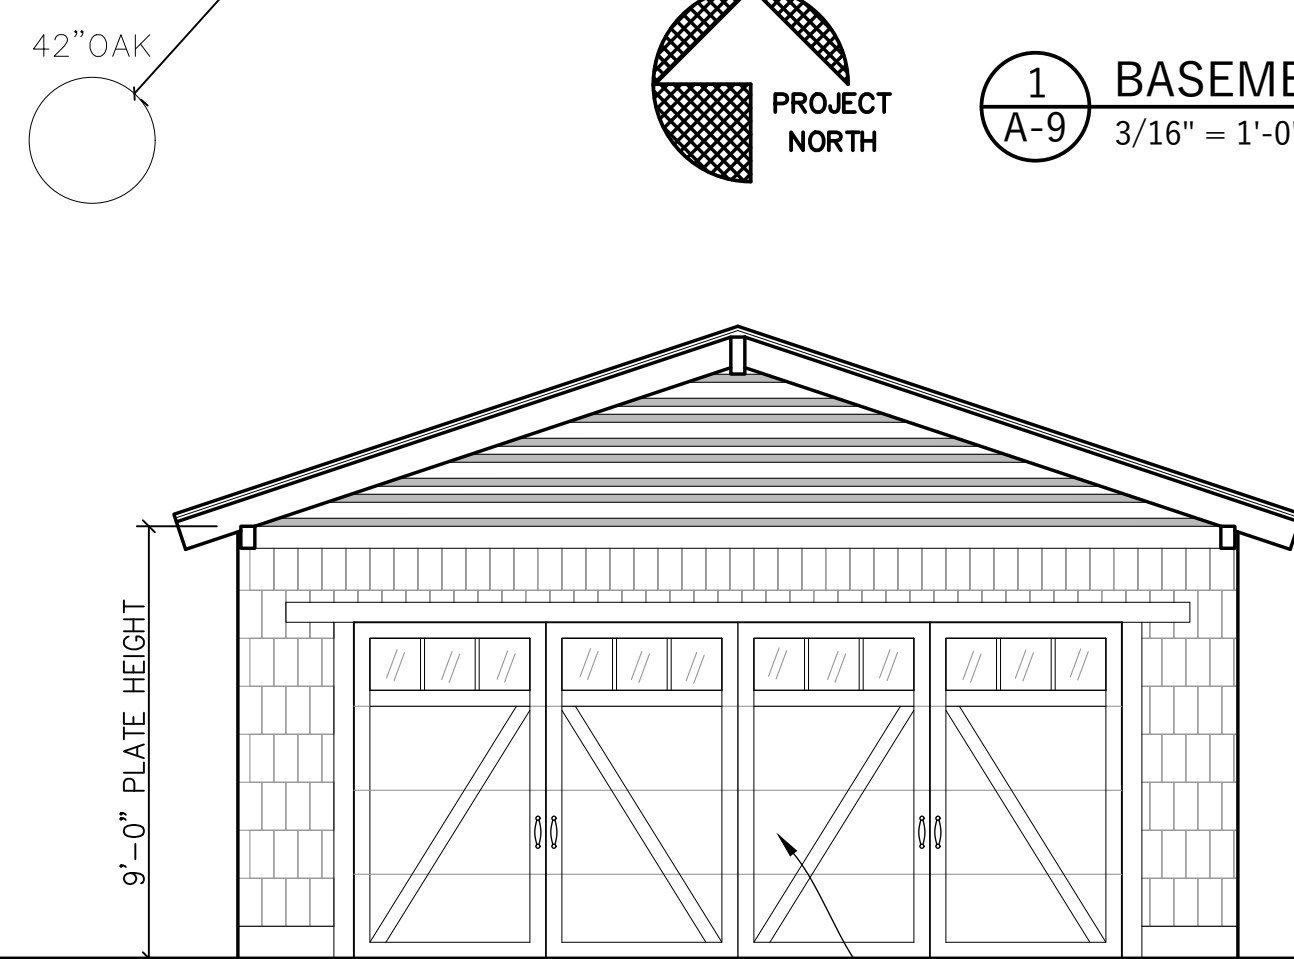 42"OAK
PROJECT
NORTH
1
A-9
3/16" = 1'-0"
9'-0" PLATE HEIGHT